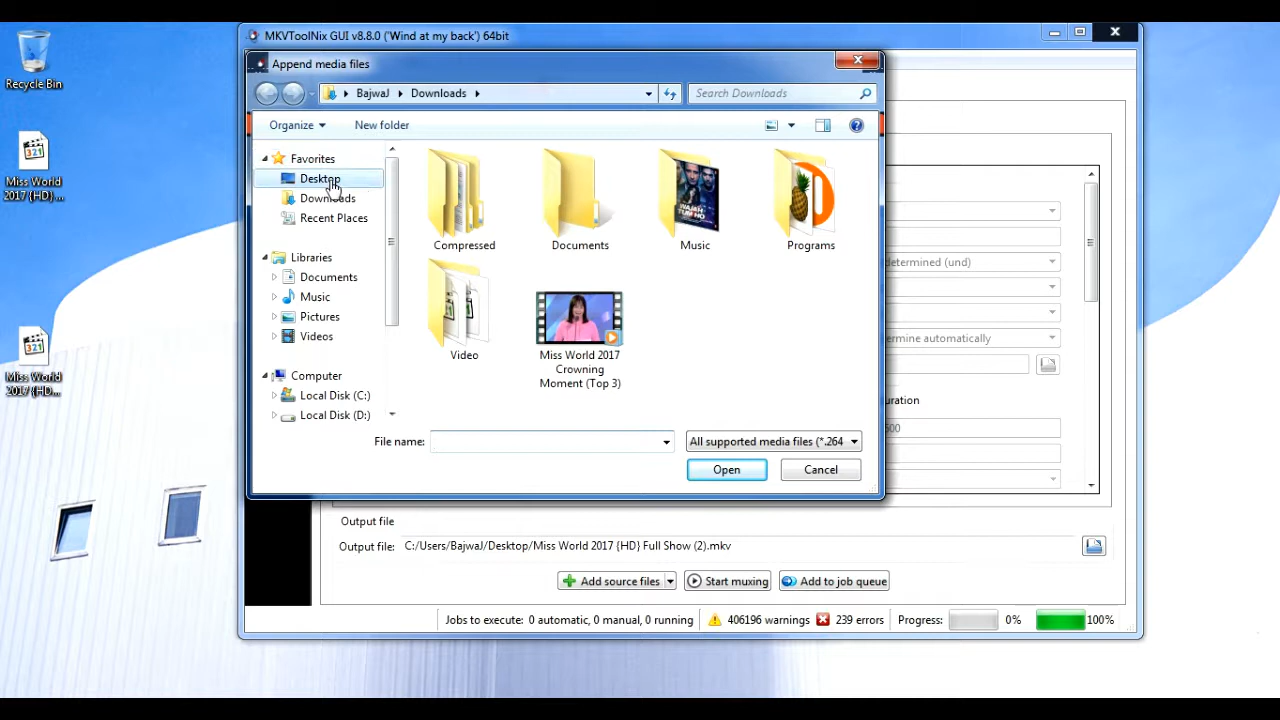 Recycle Bin
Miss World
2017 {HD} ...
Miss World
2017 {HD...
MKVToolNix GUI v8.8.0 ('Wind at my back') 64bit
Append media files
BajwaJ
Downloads
Search Downloads
Organize
New folder
Favorites
Desktop
Downloads
Recent Places
Libraries
Documents
Music
Pictures
Videos
Computer
Local Disk (C:)
Local Disk (D:)
Compressed
Documents
Music
Programs
Video
Miss World 2017
Crowning
Moment (Top 3)
File name:
All supported media files (*.264
Open
Cancel
determined (und)
ermine automatically
uration
Output file
Output file:
C:/Users/BajwaJ/Desktop/Miss World 2017 {HD} Full Show (2).mkv
Add source files
Start muxing
Add to job queue
Jobs to execute: 0 automatic, 0 manual, 0 running
406196 warnings
239 errors
Progress:
0%
100%